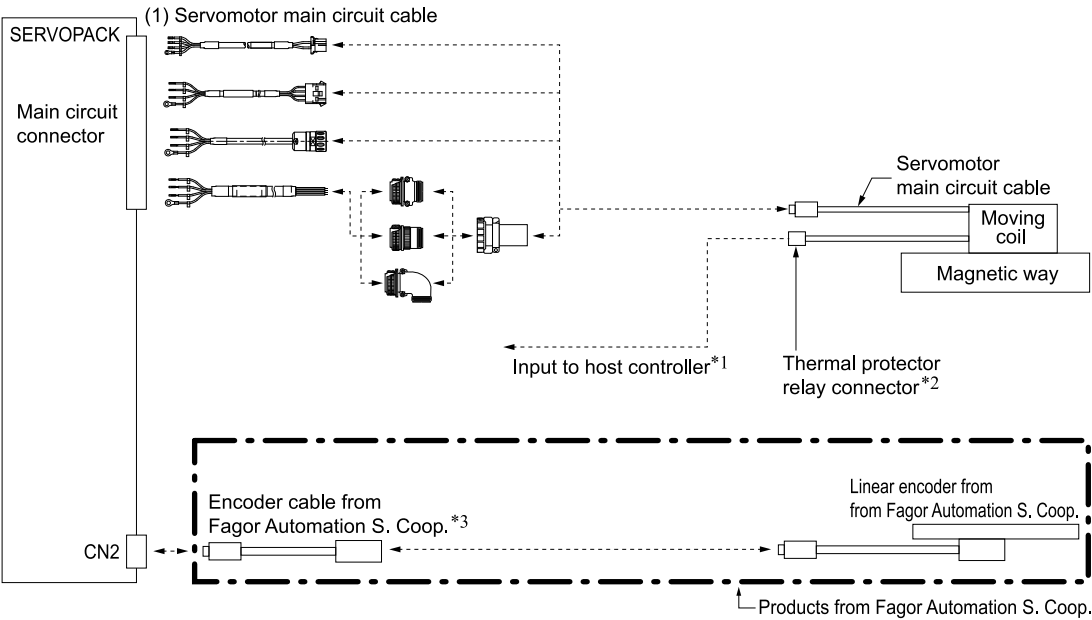 (1) Servomotor main circuit cable
SERVOPACK
Main circuit
connector
Servomotor
main circuit cable
Moving
coil
Magnetic way
Input to host controller*1
Thermal protector
relay connector*2
Encoder cable from
Fagor Automation S. Coop.*3
Linear encoder from
from Fagor Automation S. Coop.
CN2
Products from Fagor Automation S. Coop.